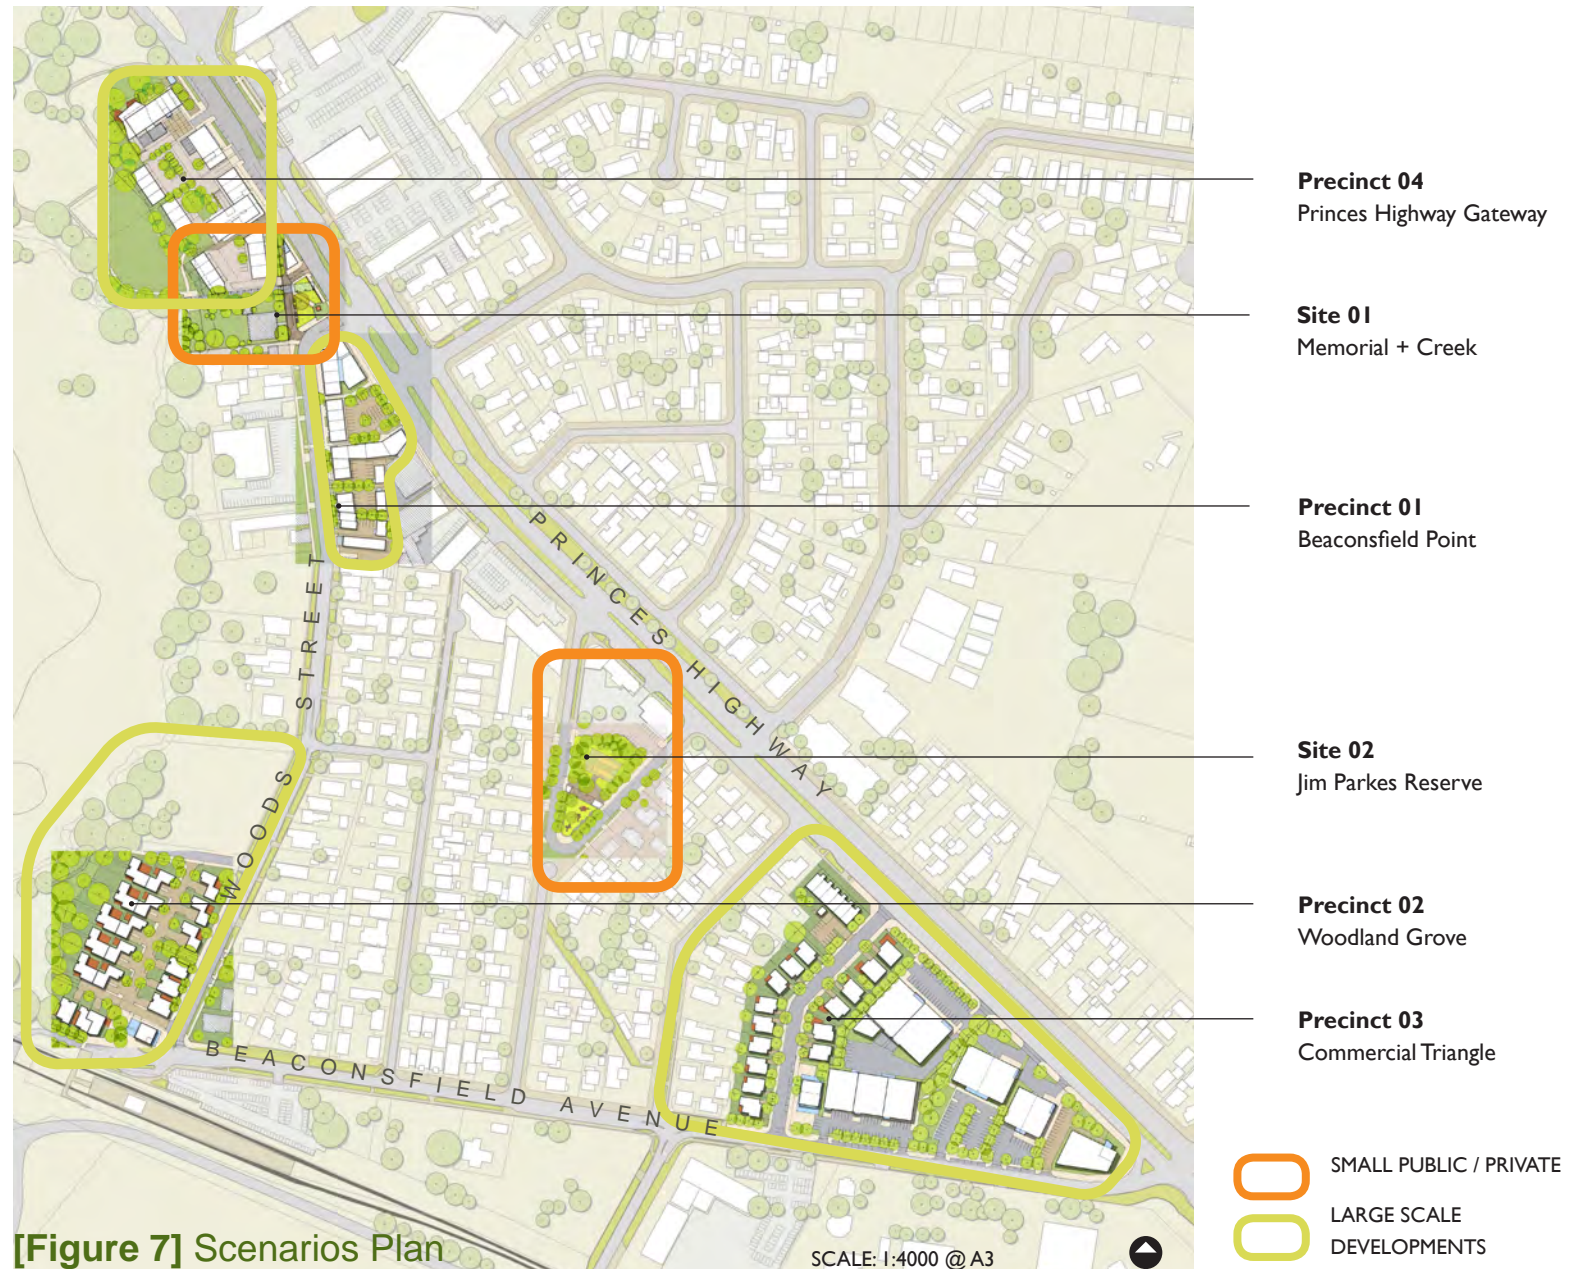 Precinct 04
Princes Highway Gateway
Site 01
Memorial + Creek
Precinct 01
Beaconsfield Point
PRINCES HIGHWAY
WOODS STREET
Site 02
Jim Parkes Reserve
Precinct 02
Woodland Grove
Precinct 03
Commercial Triangle
BEACONSFIELD AVENUE
SMALL PUBLIC / PRIVATE
LARGE SCALE
DEVELOPMENTS
[Figure 7] Scenarios Plan
SCALE: 1:4000 @ A3